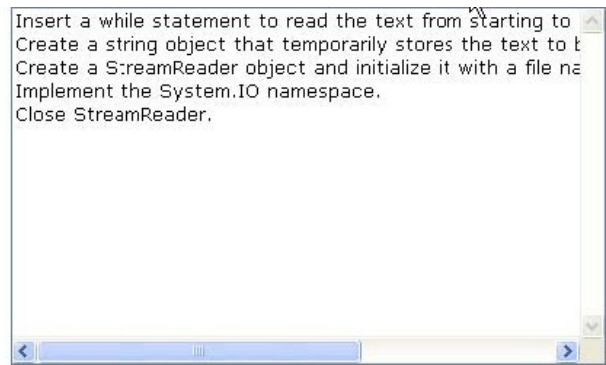 Insert a while statement to read the text from starting to
Create a string object that temporarily stores the text to
Create a StreamReader object and initialize it with a file na
Implement the System.IO namespace.
Close StreamReader.